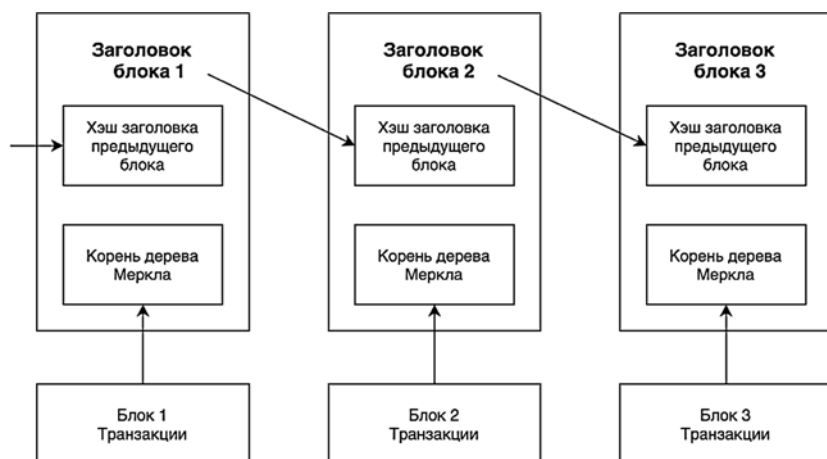 Заголовок
блока 1
Хэш заголовка
предыдущего
блока
Корень дерева
Меркла
Блок 1
Транзакции
Заголовок
блока 2
Хэш заголовка
предыдущего
блока
Корень дерева
Меркла
Блок 2
Транзакции
Заголовок
блока 3
Хэш заголовка
предыдущего
блока
Корень дерева
Меркла
Блок 3
Транзакции